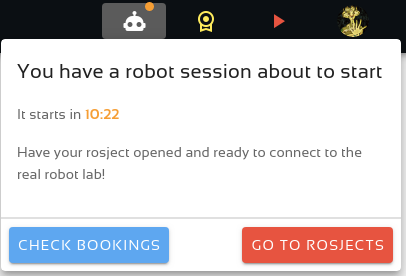 You have a robot session about to start
It starts in 10:22
Have your rosject opened and ready to connect to the
real robot lab!
CHECK BOOKINGS
GO TO ROSJECTS